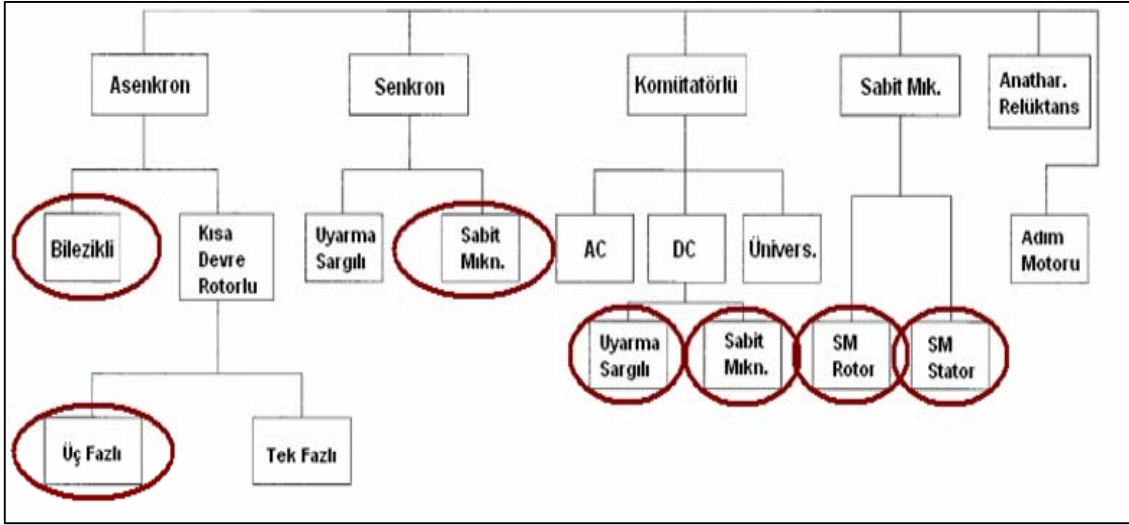 Asenkron
Senkron
Komütatörlü
Sabit Mık.
Anathar.
Relüktans
Bilezikli
Kısa
Devre
Rotorlu
Uyarma
Sargılı
Sabit
Mıkn.
AC
DC
Ünivers.
Adım
Motoru
Uyarma
Sargılı
Sabit
Mıkn.
SM
Rotor
SM
Stator
Üç Fazlı
Tek Fazlı